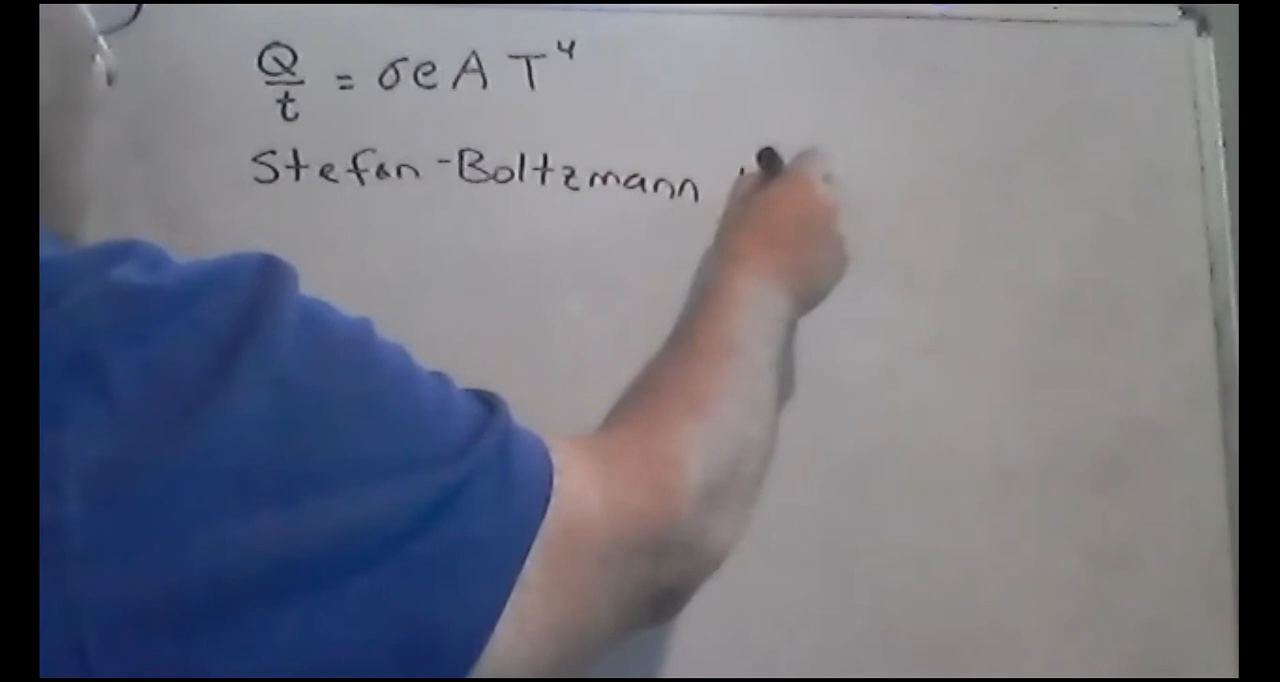 Q/t = σeAT⁴
Stefan-Boltzmann